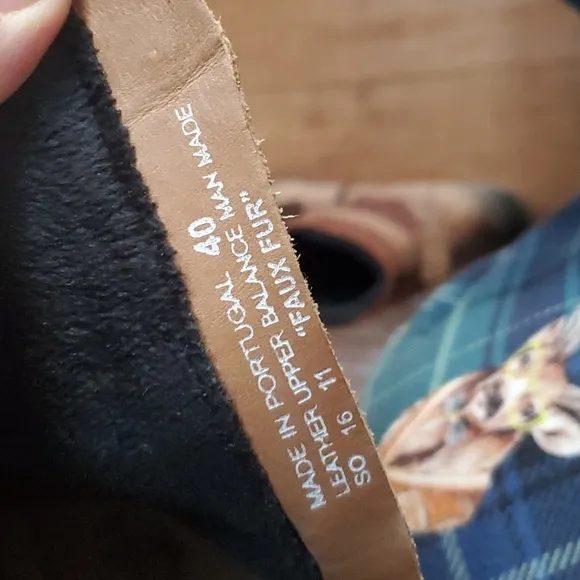 MADE IN PORTUGAL 40
LEATHER UPPER BALANCE MAN MADE
SO 16 11 "FAUX FUR"